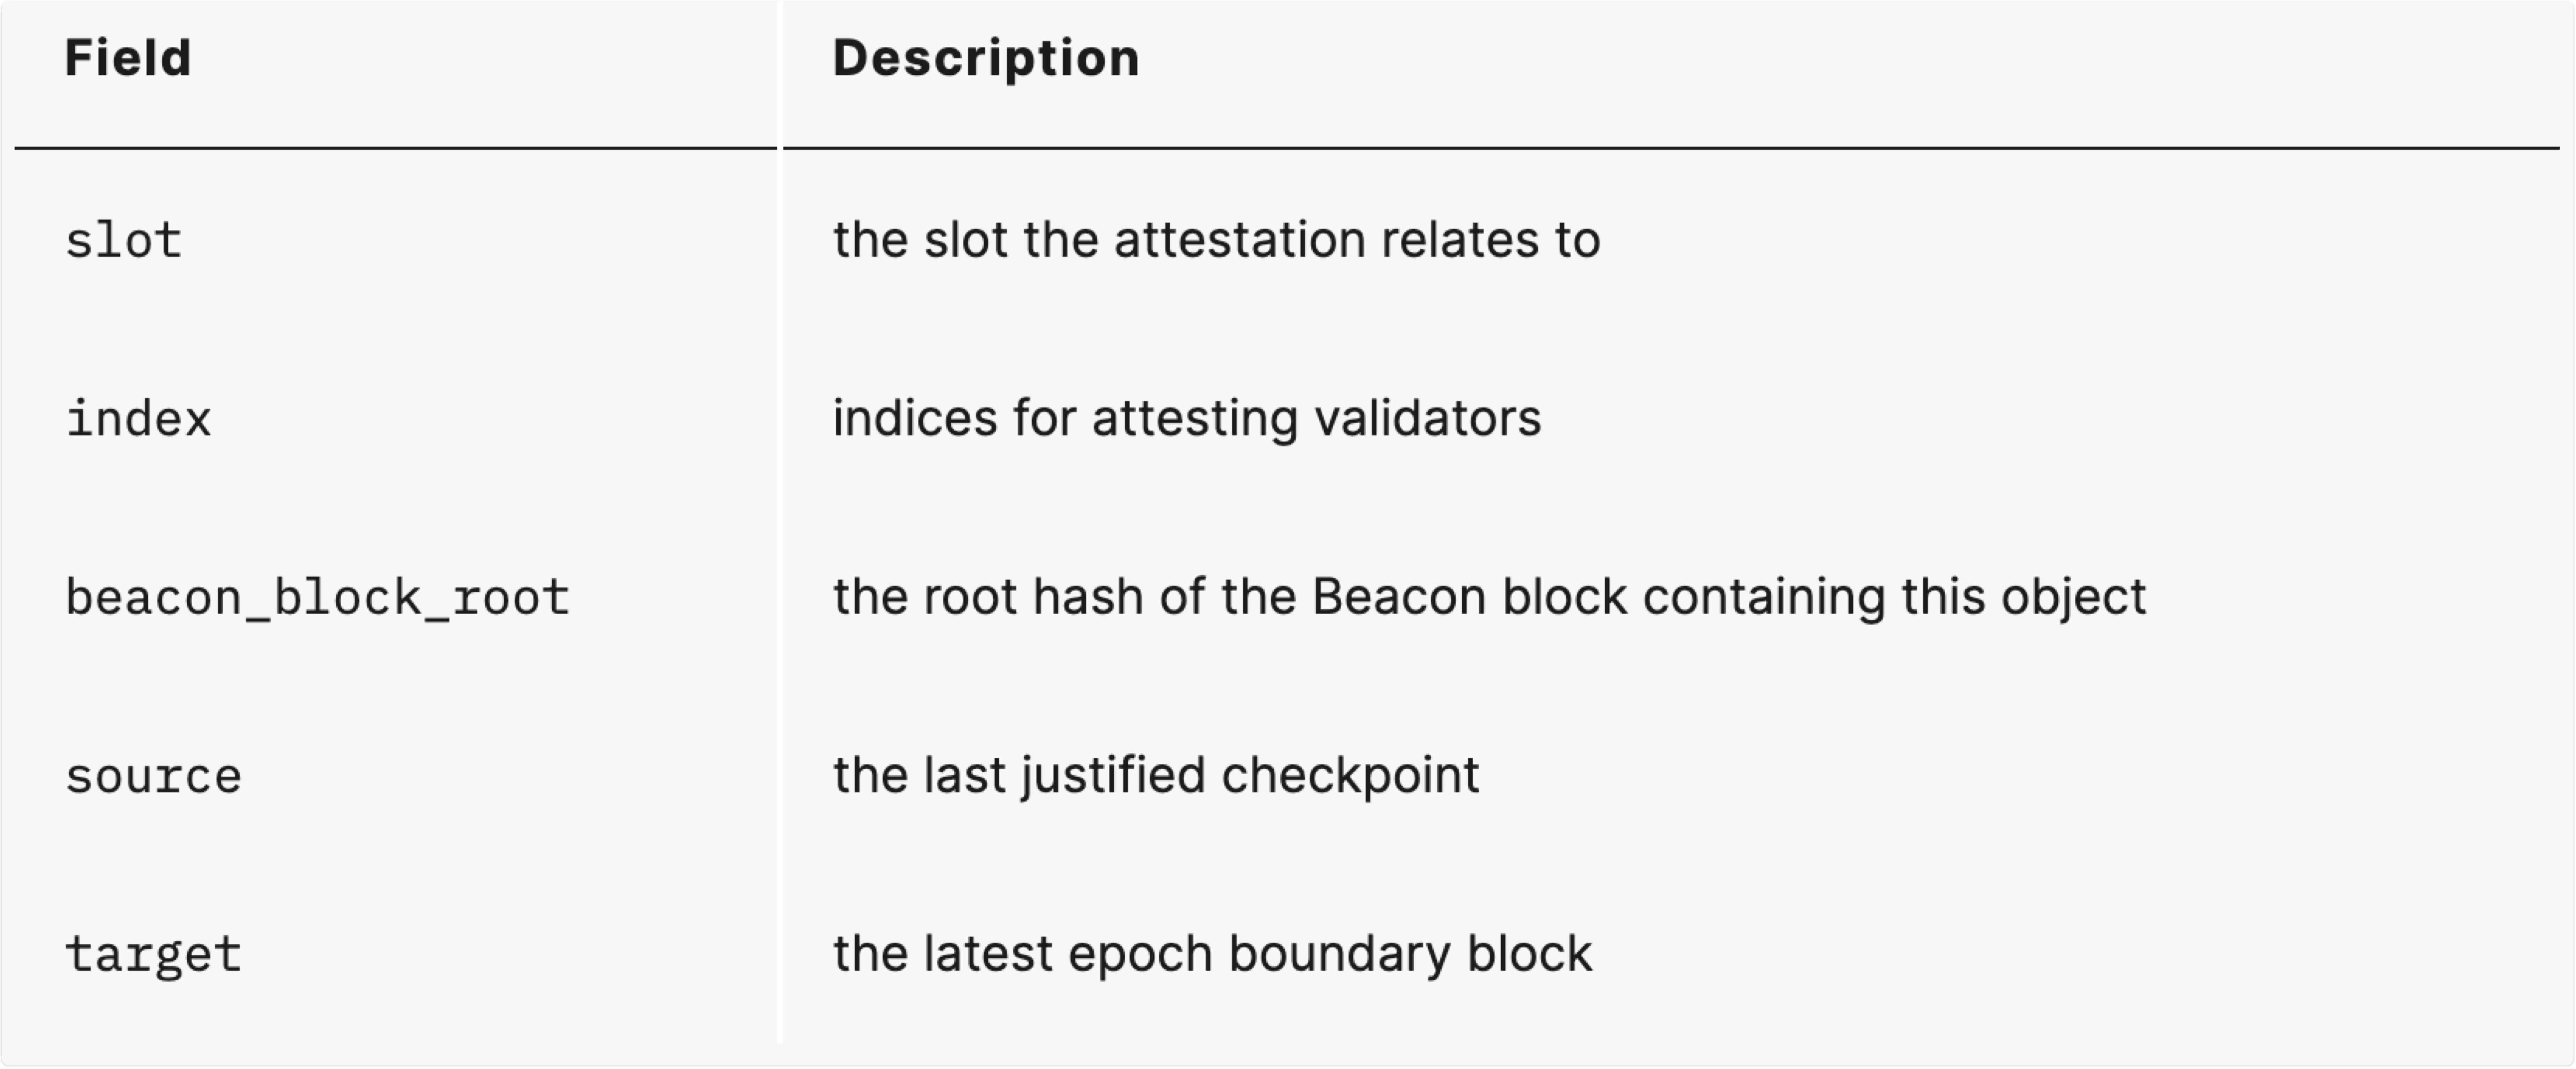 Field Description
slot the slot the attestation relates to
index indices for attesting validators
beacon_block_root the root hash of the Beacon block containing this object
source the last justified checkpoint
target the latest epoch boundary block